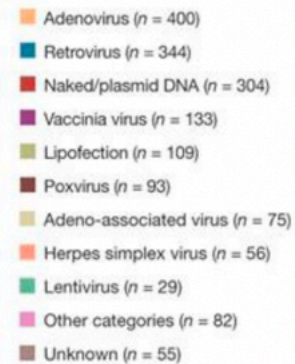 Adenovirus (n = 400)
Retrovirus (n = 344)
Naked/plasmid DNA (n = 304)
Vaccinia virus (n = 133)
Lipofection (n = 109)
Poxvirus (n = 93)
Adeno-associated virus (n = 75)
Herpes simplex virus (n = 56)
Lentivirus (n = 29)
Other categories (n = 82)
Unknown (n = 55)